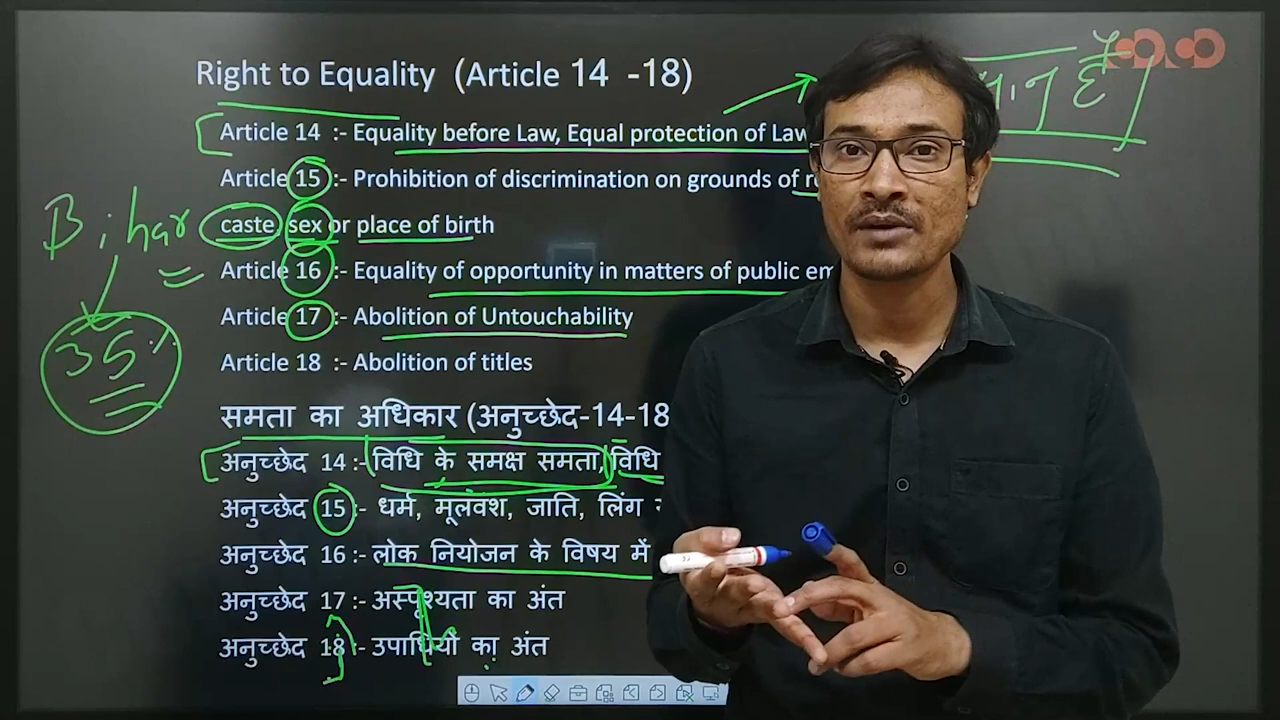 Right to Equality (Article 14 -18)
Article 14 :- Equality before Law, Equal protection of Law
Article 15 :- Prohibition of discrimination on grounds of
caste sex or place of birth
Bihar
35%
Article 16 :- Equality of opportunity in matters of public
Article 17 :- Abolition of Untouchability
Article 18 :- Abolition of titles
समता का अधिकार (अनुच्छेद-14-18
अनुच्छेद 14 :- विधि के समक्ष समता, विधि
अनुच्छेद 15 :- धर्म, मूलवंश, जाति, लिंग
अनुच्छेद 16 :- लोक नियोजन के विषय में
अनुच्छेद 17 :- अस्पृश्यता का अंत
अनुच्छेद 18 :- उपाधियों का अंत